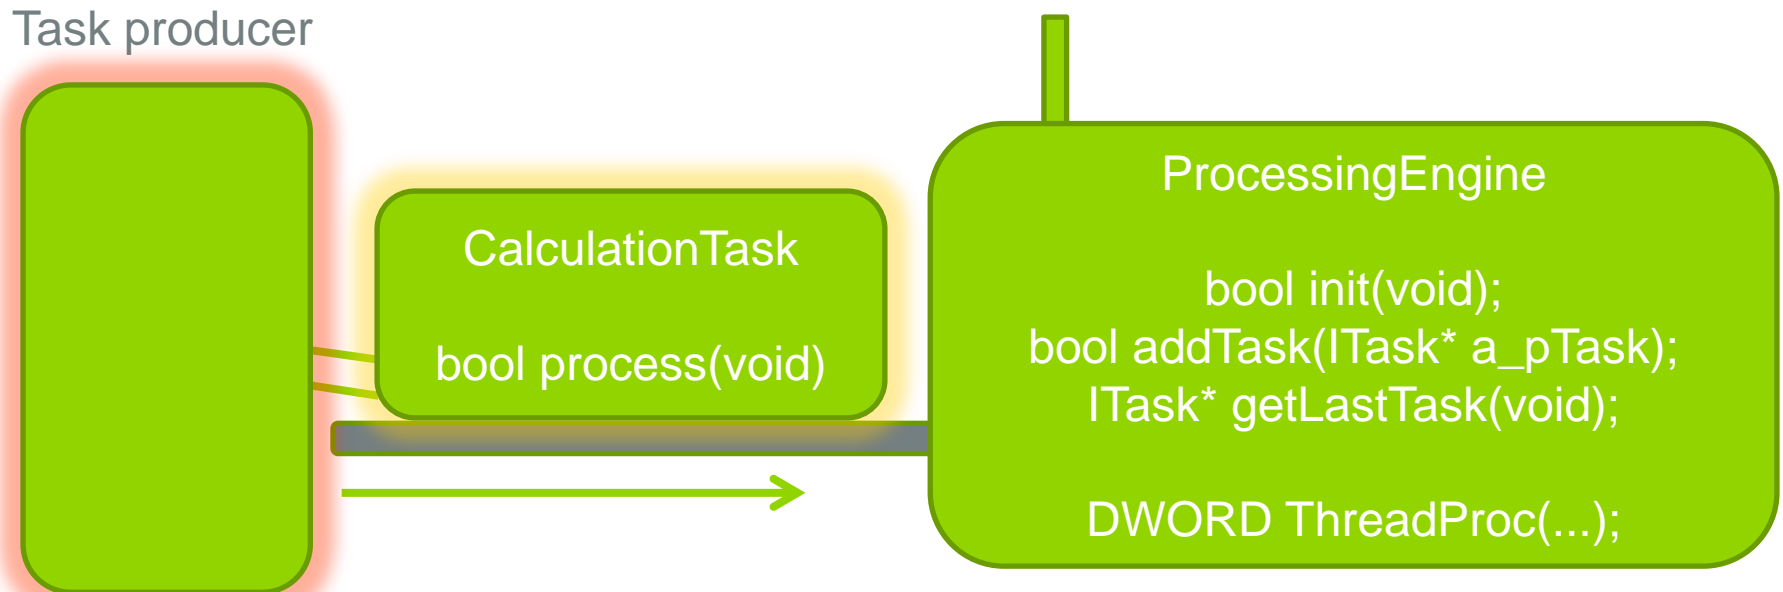 Task producer
CalculationTask
bool process(void)
ProcessingEngine
bool init(void);
bool addTask(ITask* a_pTask);
ITask* getLastTask(void);
DWORD ThreadProc(...);